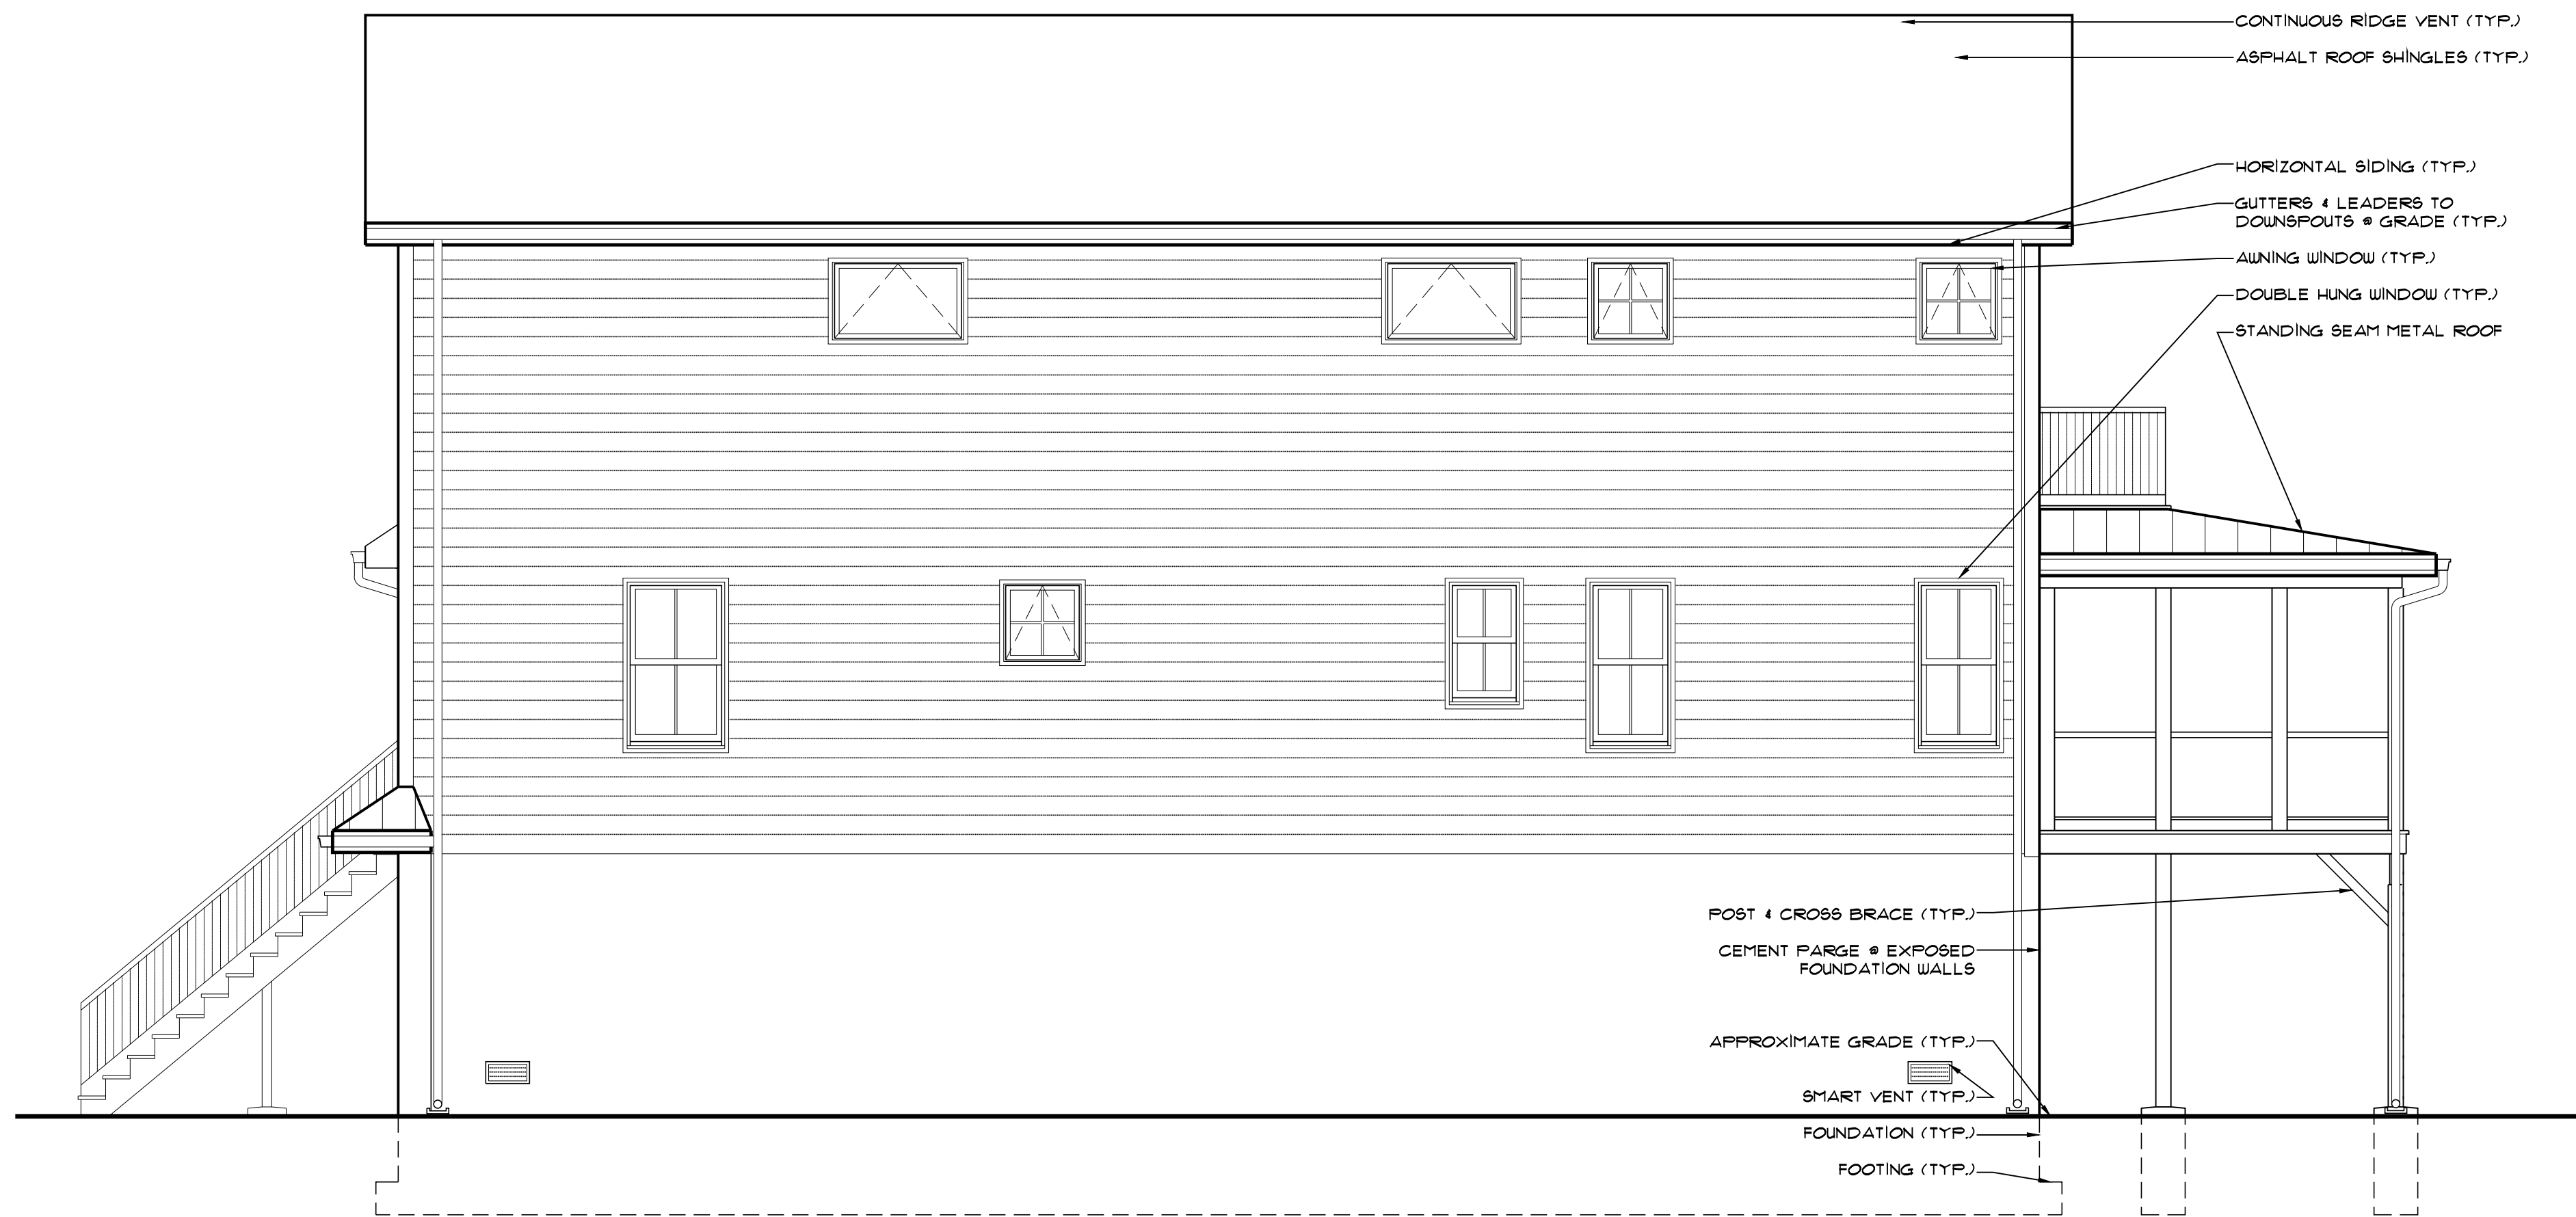 CONTINUOUS RIDGE VENT (TYP.)
ASPHALT ROOF SHINGLES (TYP.)
HORIZONTAL SIDING (TYP.)
GUTTERS & LEADERS TO
DOWNSPOUTS @ GRADE (TYP.)
AWNING WINDOW (TYP.)
DOUBLE HUNG WINDOW (TYP.)
STANDING SEAM METAL ROOF
POST & CROSS BRACE (TYP.)
CEMENT PARGE @ EXPOSED
FOUNDATION WALLS
APPROXIMATE GRADE (TYP.)
SMART VENT (TYP.)
FOUNDATION (TYP.)
FOOTING (TYP.)